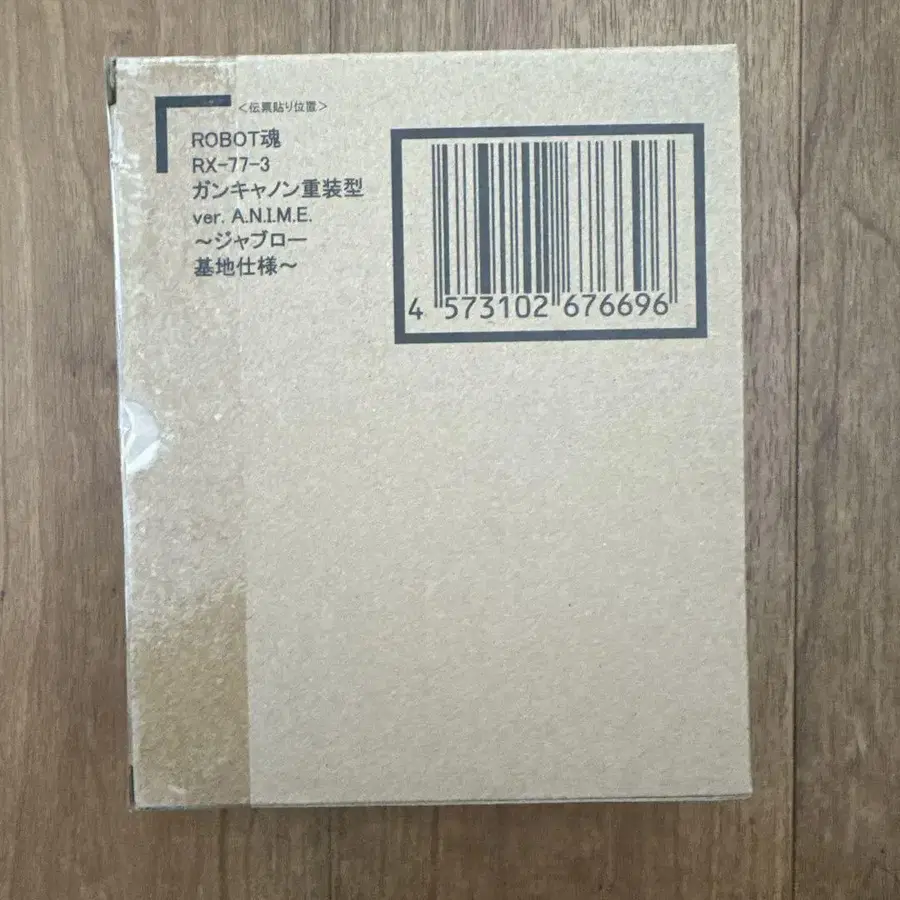 <伝票貼り位置>
ROBOT魂
RX-77-3
ガンキャノン重装型
ver. A.N.I.M.E.
～ジャブロー
基地仕様～
4 573102 676696